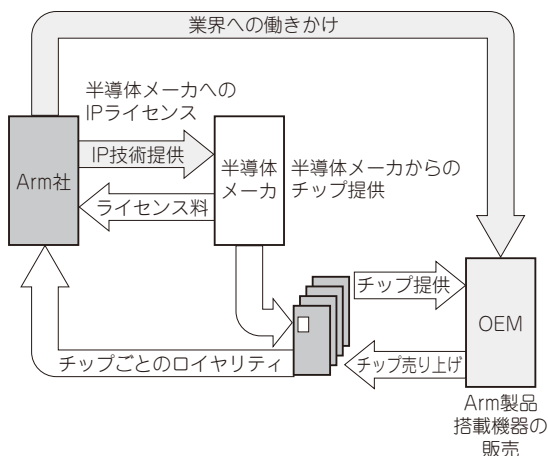 業界への働きかけ
半導体メーカへの
IPライセンス
Arm社
IP技術提供
ライセンス料
半導体
メーカ
半導体メーカからの
チップ提供
チップ提供
OEM
チップごとのロイヤリティ
チップ売り上げ
Arm製品
搭載機器の
販売